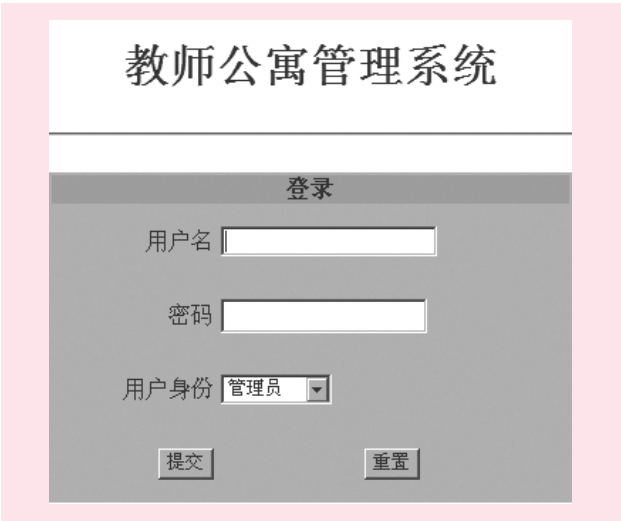 教师公寓管理系统
登录
用户名
密码
用户身份 管理员
提交 重置